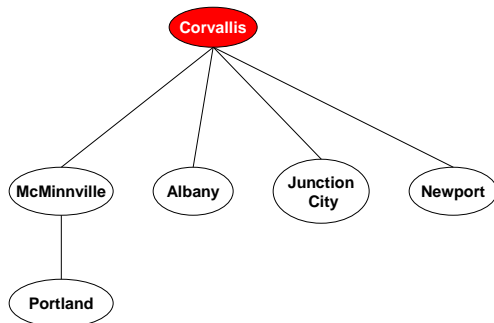 Corvallis
McMinnville
Albany
Junction
City
Newport
Portland